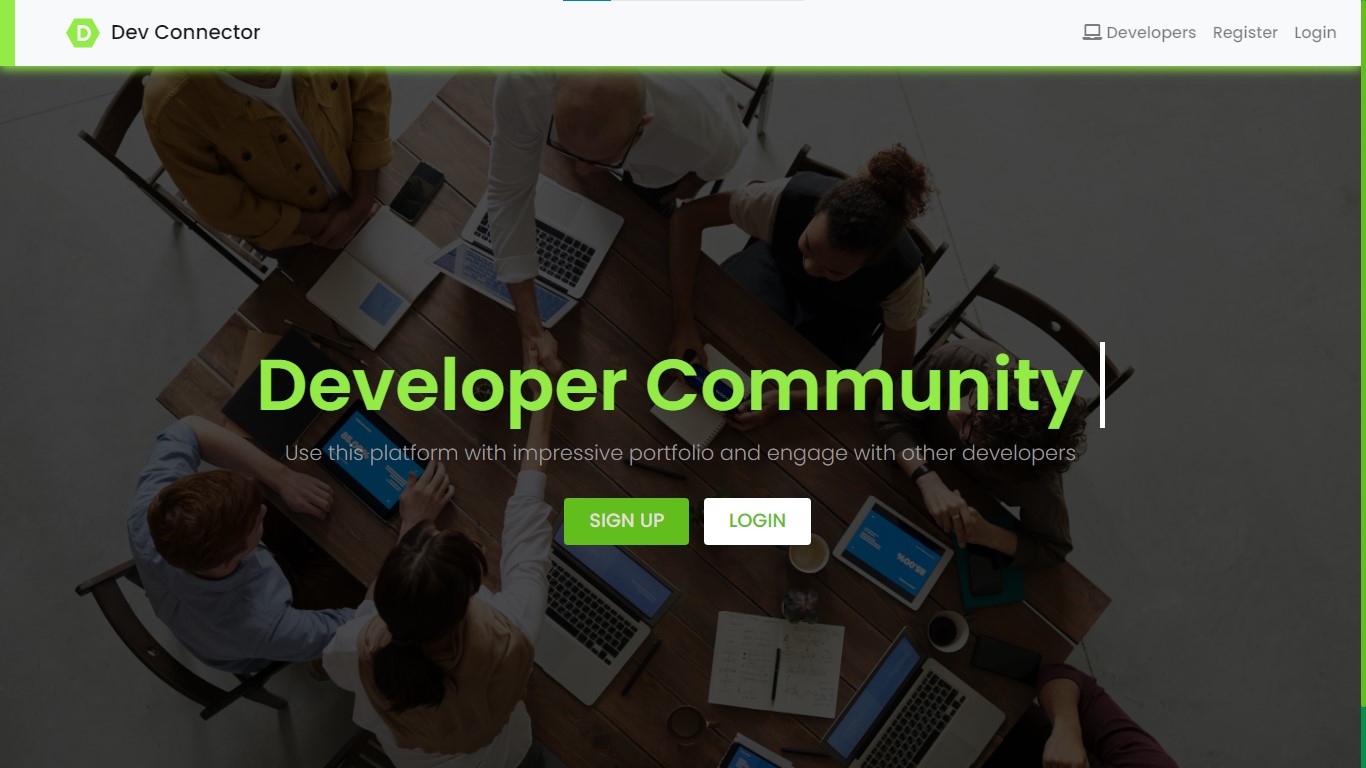 D Dev Connector
Developers Register Login
Developer Community
Use this platform with impressive portfolio and engage with other developers
SIGN UP LOGIN